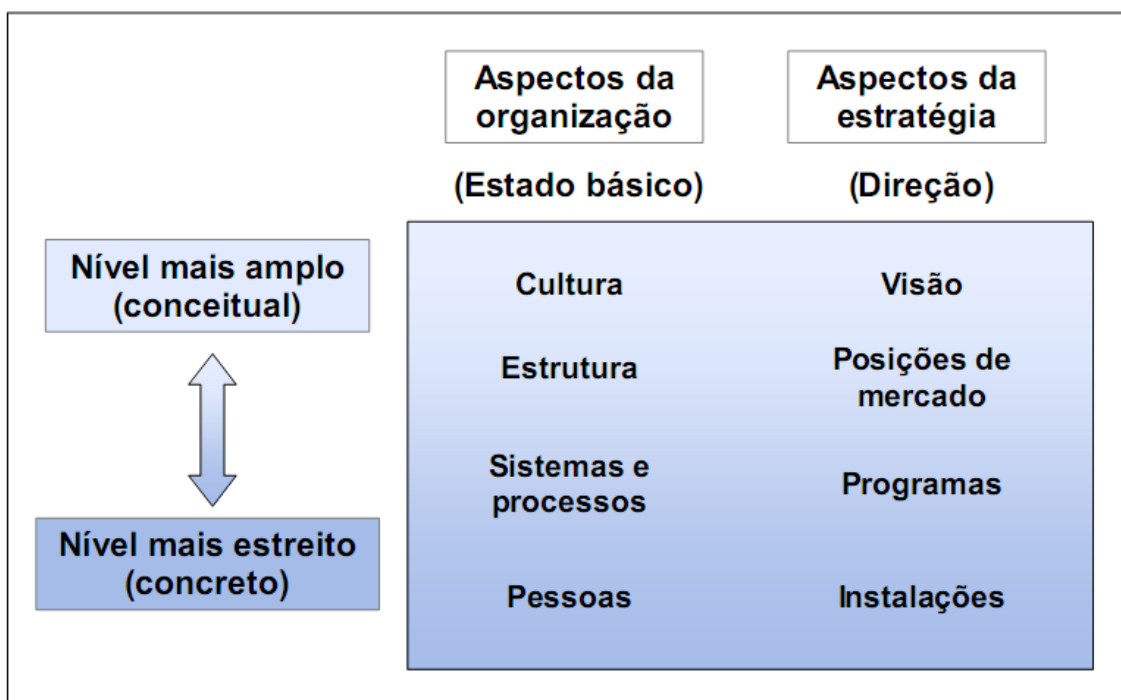 Aspectos da
organização
Aspectos da
estratégia
(Estado básico)
(Direção)
Nível mais amplo
(conceitual)
Cultura
Visão
Estrutura
Posições de
mercado
Sistemas e
processos
Programas
Nível mais estreito
(concreto)
Pessoas
Instalações